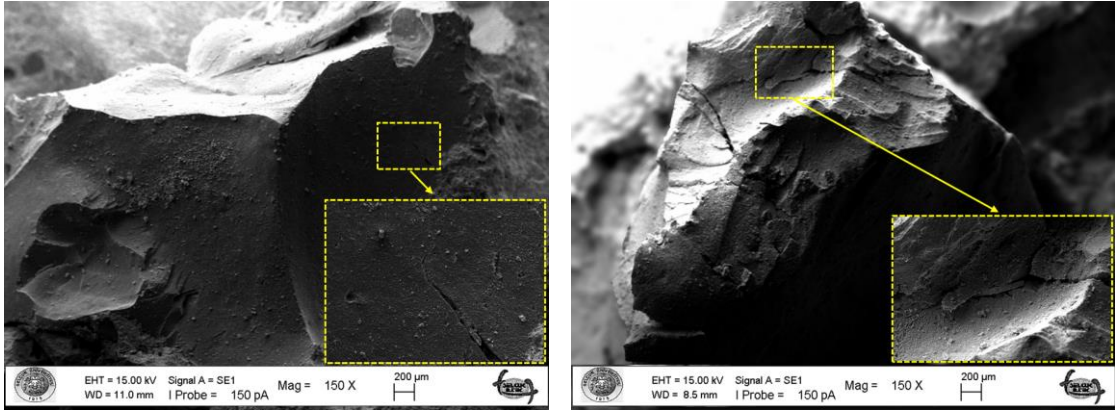 EHT = 15.00 kV Signal A = SE1 Mag = 150 X 200 µm
WD = 11.0 mm I Probe = 150 pA
EHT = 15.00 kV Signal A = SE1 Mag = 150 X 200 µm
WD = 8.5 mm I Probe = 150 pA